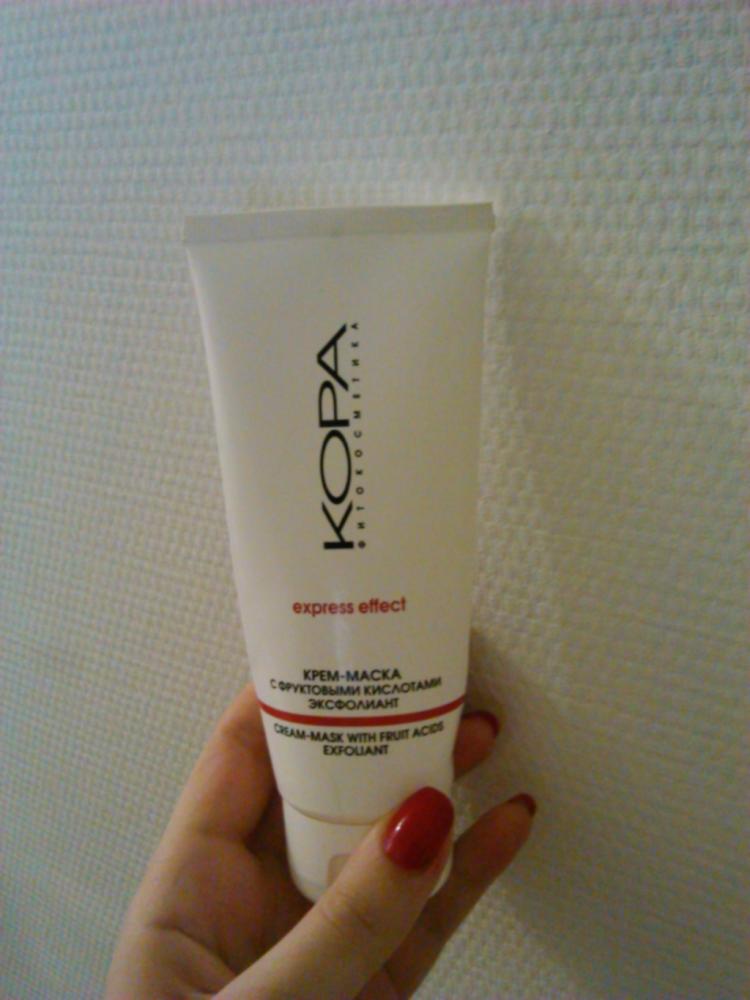 КОРА
ФИТОКОСМЕТИКА
express effect
КРЕМ-МАСКА
С ФРУКТОВЫМИ КИСЛОТАМИ
ЭКСФОЛИАНТ
CREAM-MASK WITH FRUIT ACIDS
EXFOLIANT